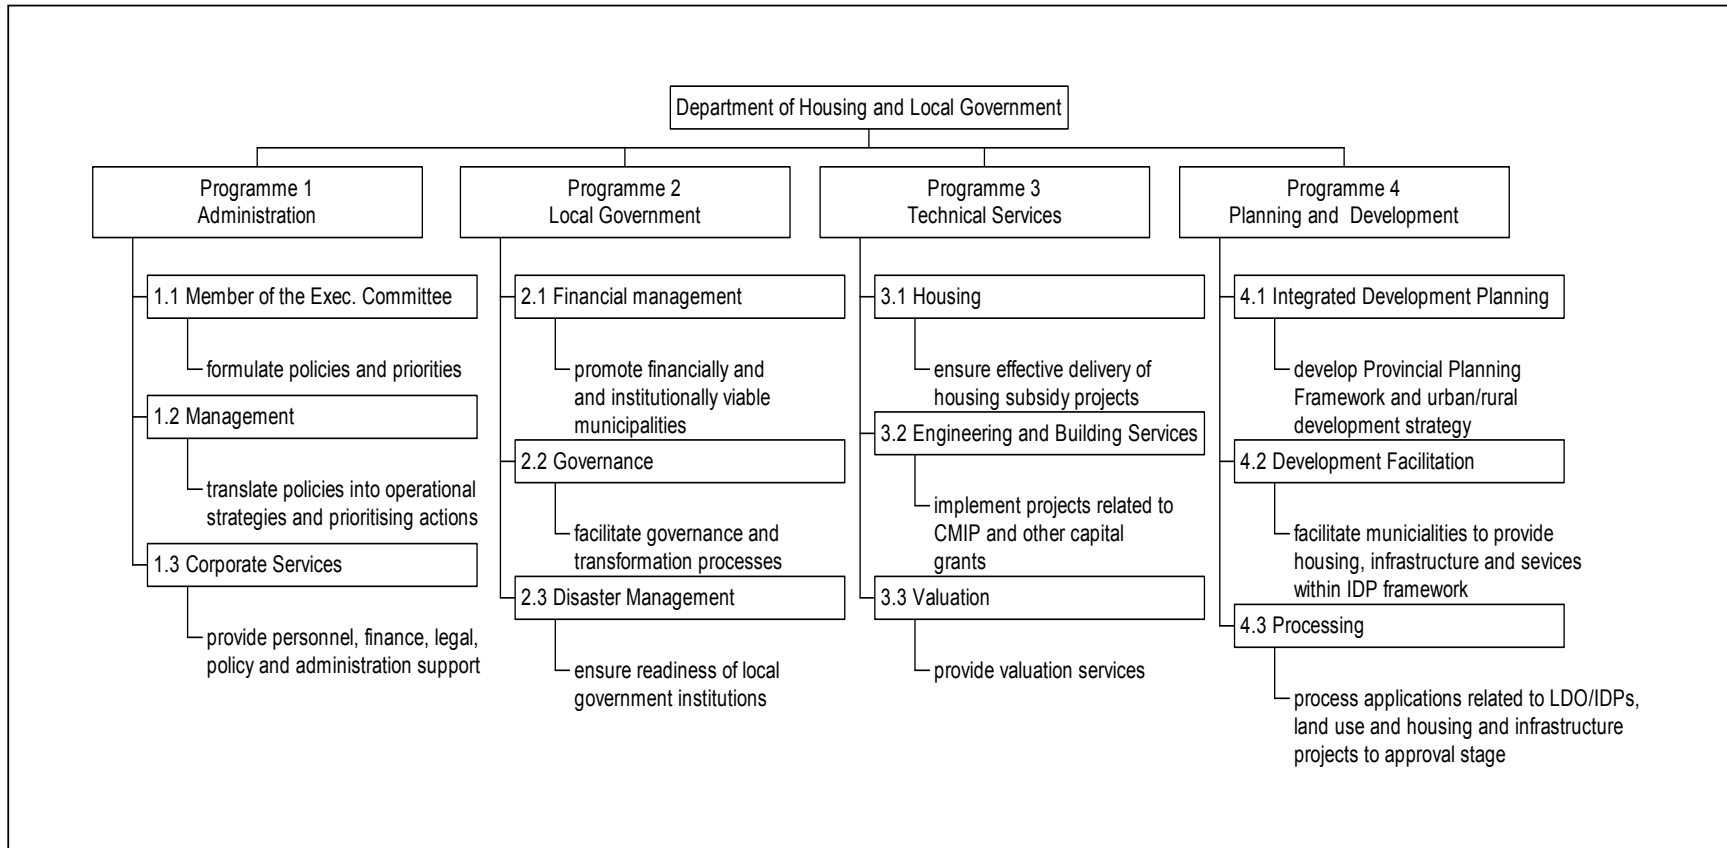 Department of Housing and Local Government
Programme 1
Administration
1.1 Member of the Exec. Committee
formulate policies and priorities
1.2 Management
translate policies into operational
strategies and prioritising actions
1.3 Corporate Services
provide personnel, finance, legal,
policy and administration support
Programme 2
Local Government
2.1 Financial management
promote financially and
and institutionally viable
municipalities
2.2 Governance
facilitate governance and
transformation processes
2.3 Disaster Management
ensure readiness of local
government institutions
Programme 3
Technical Services
3.1 Housing
ensure effective delivery of
housing subsidy projects
3.2 Engineering and Building Services
implement projects related to
CMIP and other capital
grants
3.3 Valuation
provide valuation services
Programme 4
Planning and Development
4.1 Integrated Development Planning
develop Provincial Planning
Framework and urban/rural
development strategy
4.2 Development Facilitation
facilitate municialities to provide
housing, infrastructure and sevices
within IDP framework
4.3 Processing
process applications related to LDO/IDPs,
land use and housing and infrastructure
projects to approval stage